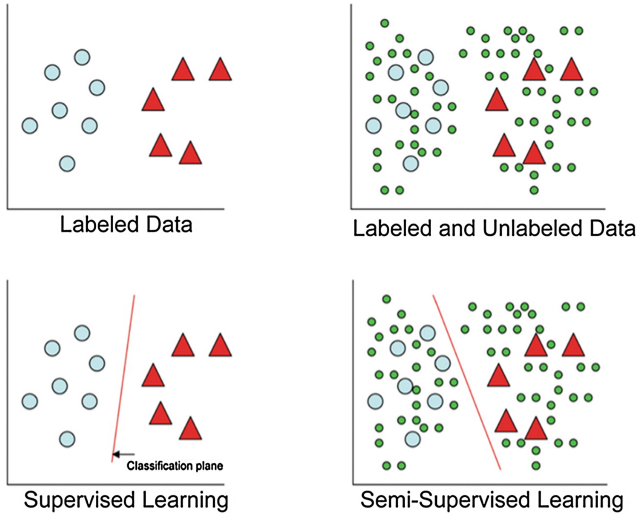 Labeled Data
Labeled and Unlabeled Data
Classification plane
Supervised Learning
Semi-Supervised Learning